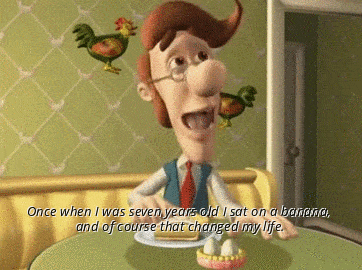 Once when I was seven years old I sat on a banana,
and of course that changed my life.